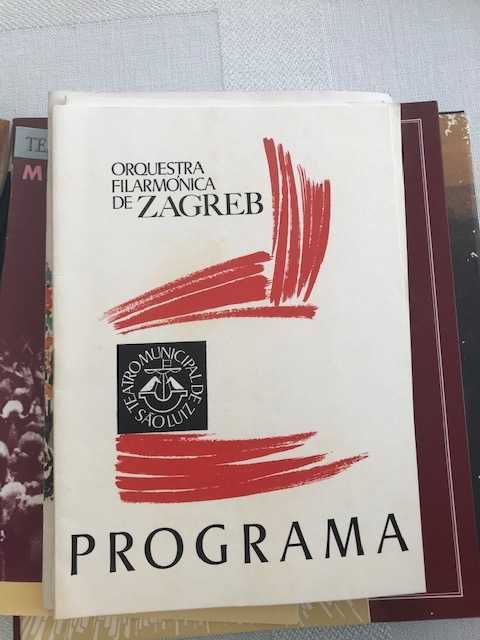 ORQUESTRA
FILARMÓNICA
DE ZAGREB
TEATRO MUNICIPAL DE SÃO LUIZ
PROGRAMA